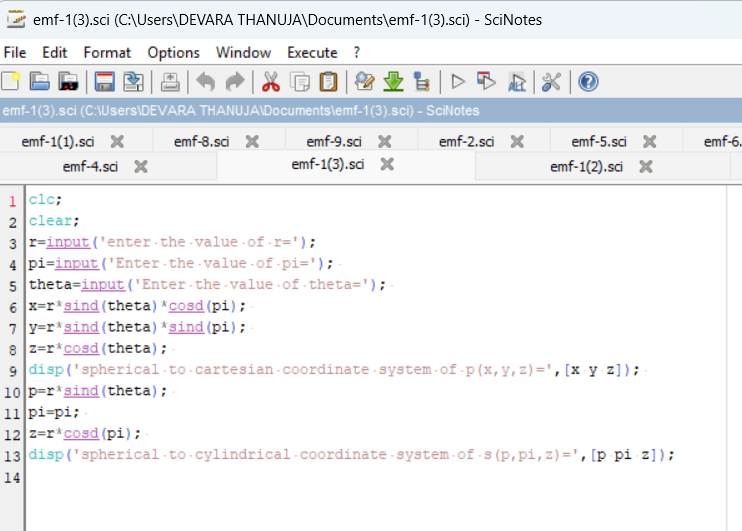 emf-1(3).sci (C:\Users\DEVARA THANUJA\Documents\emf-1(3).sci) - SciNotes
File Edit Format Options Window Execute ?
emf-1(3).sci (C:\Users\DEVARA THANUJA\Documents\emf-1(3).sci) - SciNotes
emf-1(1).sci emf-8.sci emf-9.sci emf-2.sci emf-5.sci emf-6.
emf-4.sci emf-1(3).sci emf-1(2).sci
1 clc;
2 clear;
3 r=input('enter the value of r=');
4 pi=input('Enter the value of pi=');
5 theta=input('Enter the value of theta=');
6 x=r*sind(theta)*cosd(pi);
7 y=r*sind(theta)*sind(pi);
8 z=r*cosd(theta);
9 disp('spherical to cartesian coordinate system of p(x,y,z)=',[x y z]);
10 p=r*sind(theta);
11 pi=pi;
12 z=r*cosd(pi);
13 disp('spherical to cylindrical coordinate system of s(p,pi,z)=',[p pi z]);
14